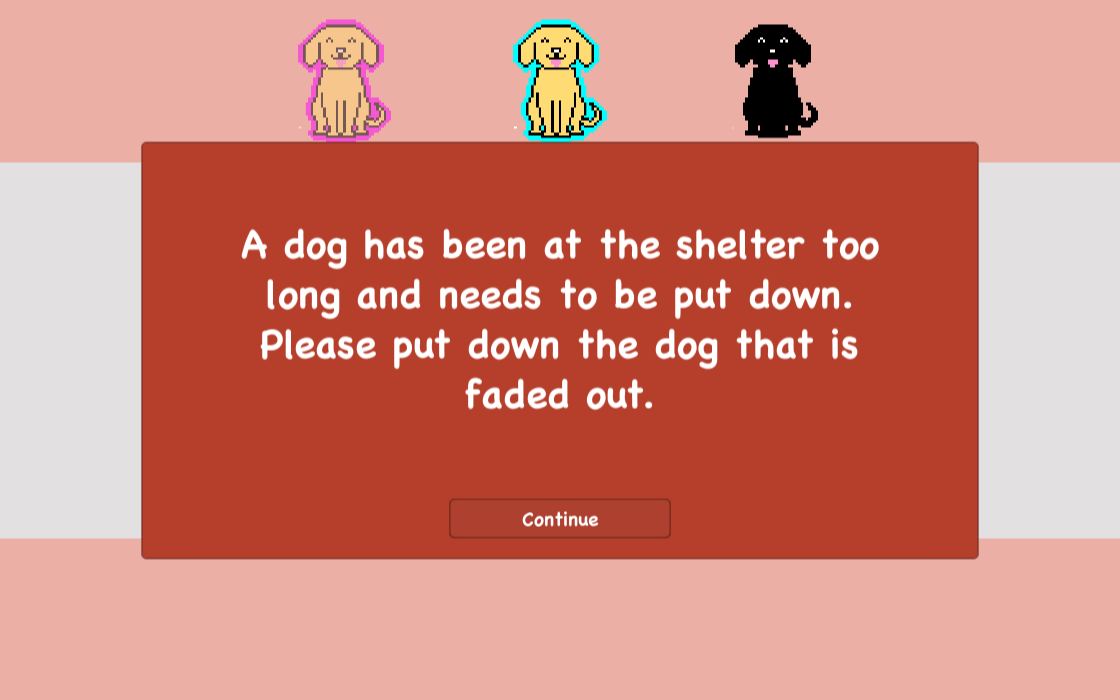 A dog has been at the shelter too
long and needs to be put down.
Please put down the dog that is
faded out.
Continue